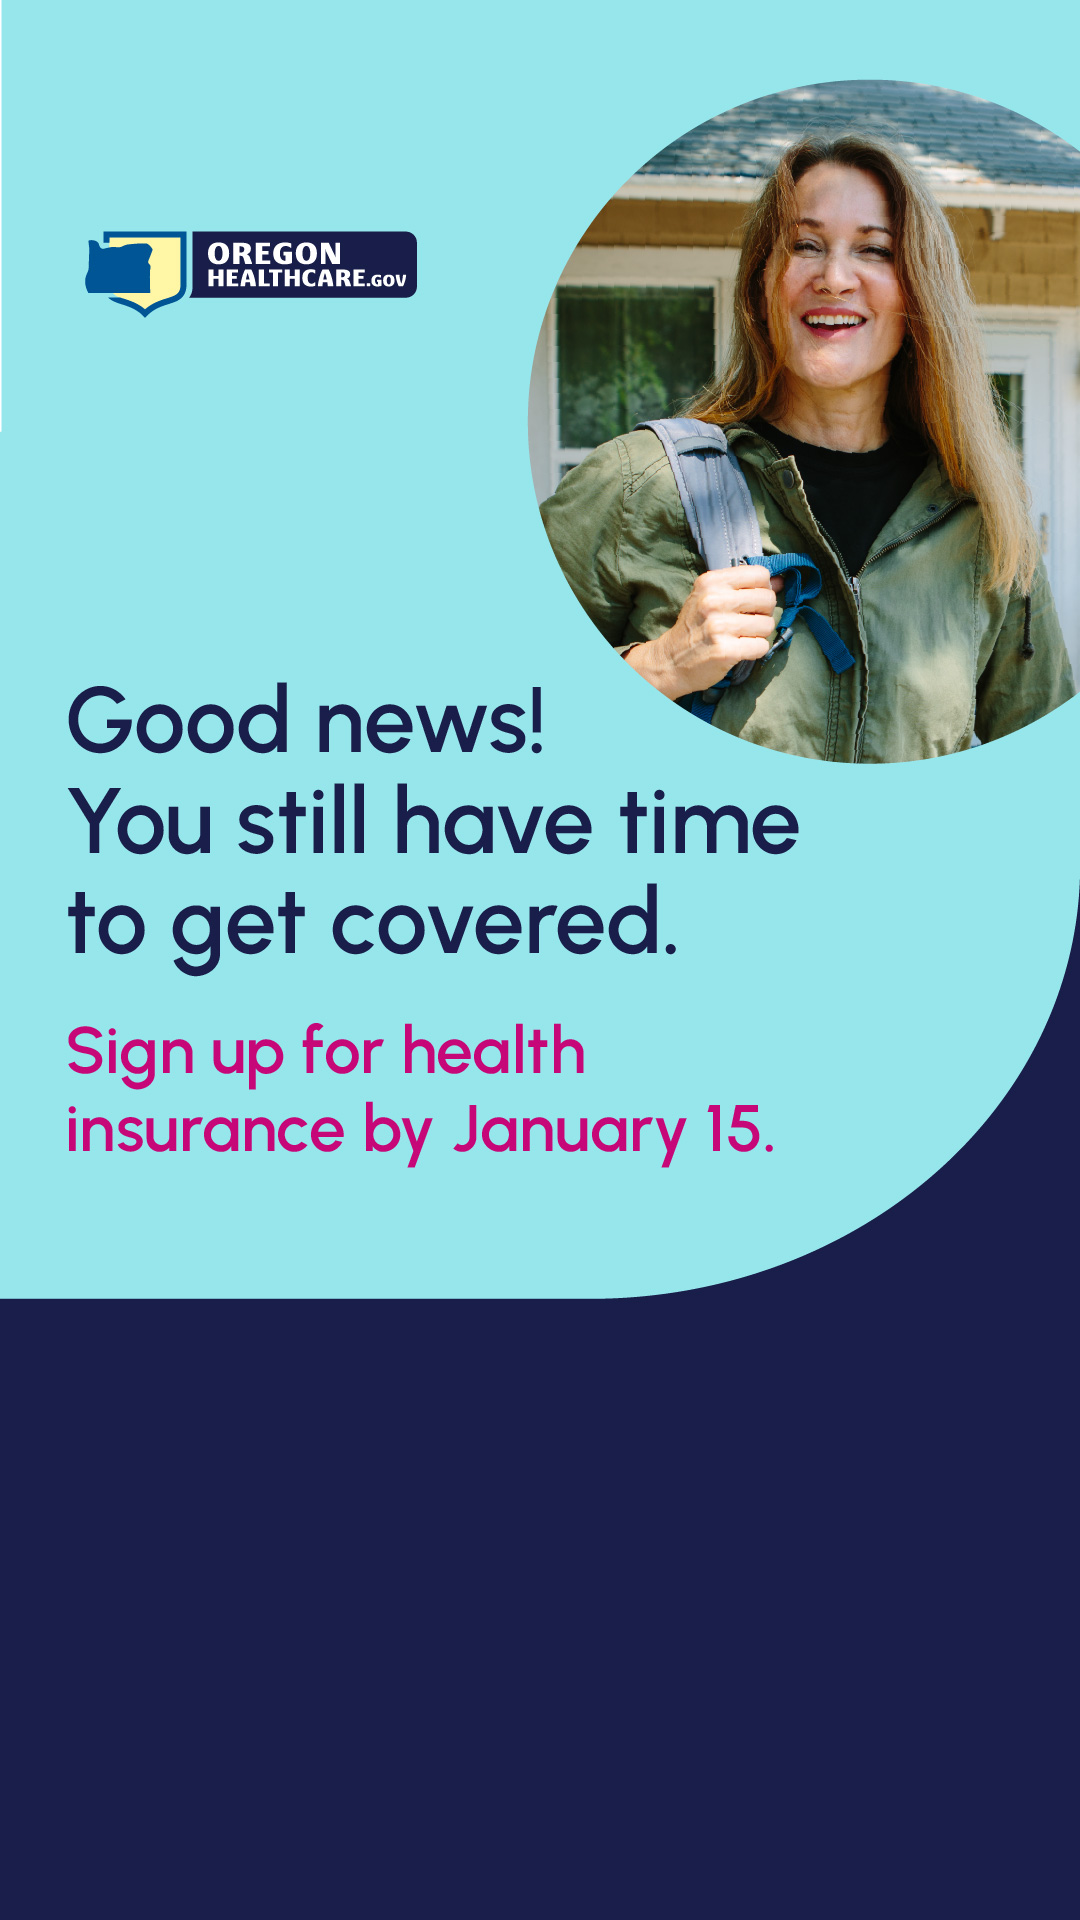 OREGON
HEALTHCARE.GOV
Good news!
You still have time
to get covered.
Sign up for health
insurance by January 15.